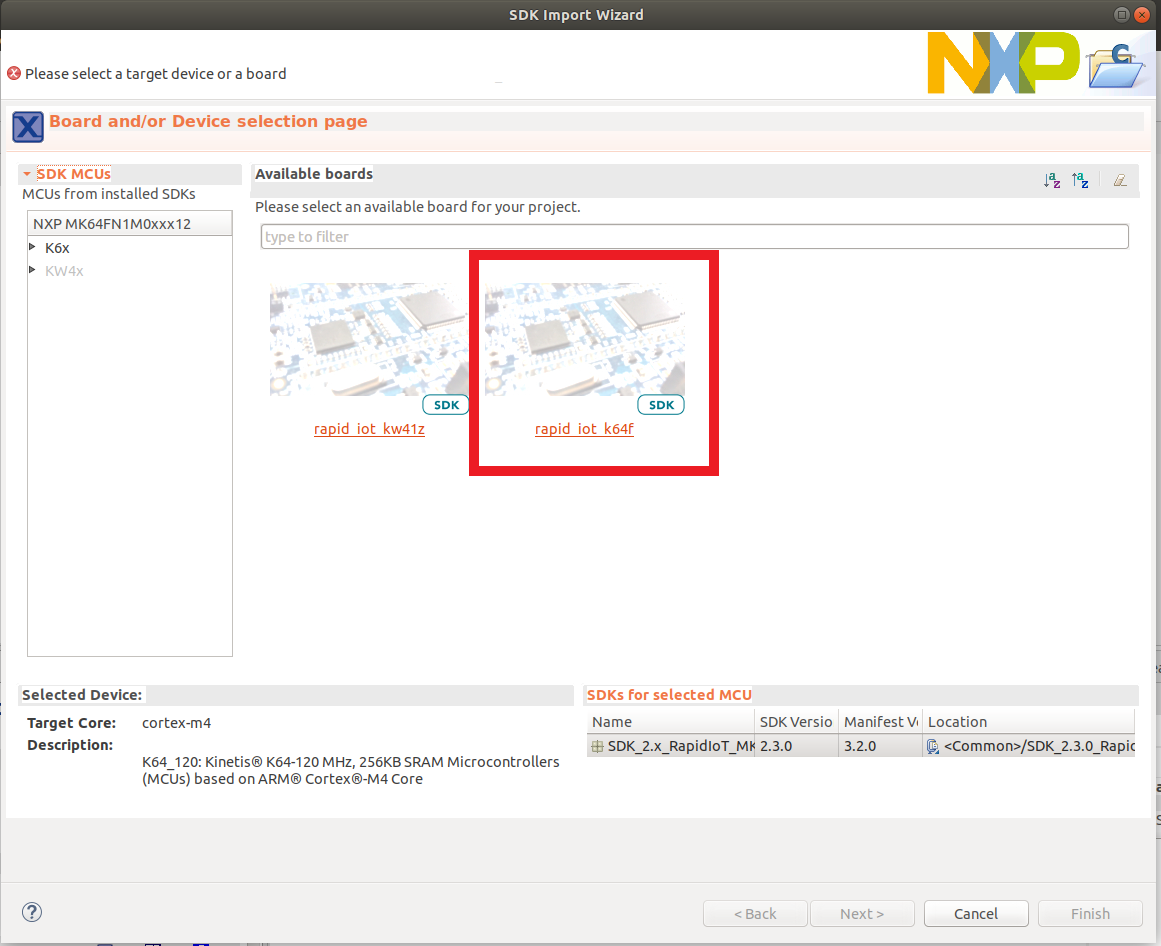 SDK Import Wizard
Please select a target device or a board
NXP
C
Board and/or Device selection page
SDK MCUs
MCUs from installed SDKs
NXP MK64FN1M0xxx12
K6x
KW4x
Available boards
Please select an available board for your project.
type to filter
SDK
SDK
rapid_iot_kw41z
rapid_iot_k64f
Selected Device:
Target Core: cortex-m4
Description:
K64_120: Kinetis® K64-120 MHz, 256KB SRAM Microcontrollers
(MCUs) based on ARM® Cortex®-M4 Core
SDKs for selected MCU
Name SDK Versio Manifest Ve Location
SDK_2.x_RapidIoT_MK 2.3.0 3.2.0 <Common>/SDK_2.3.0_Rapid
< Back Next > Cancel Finish